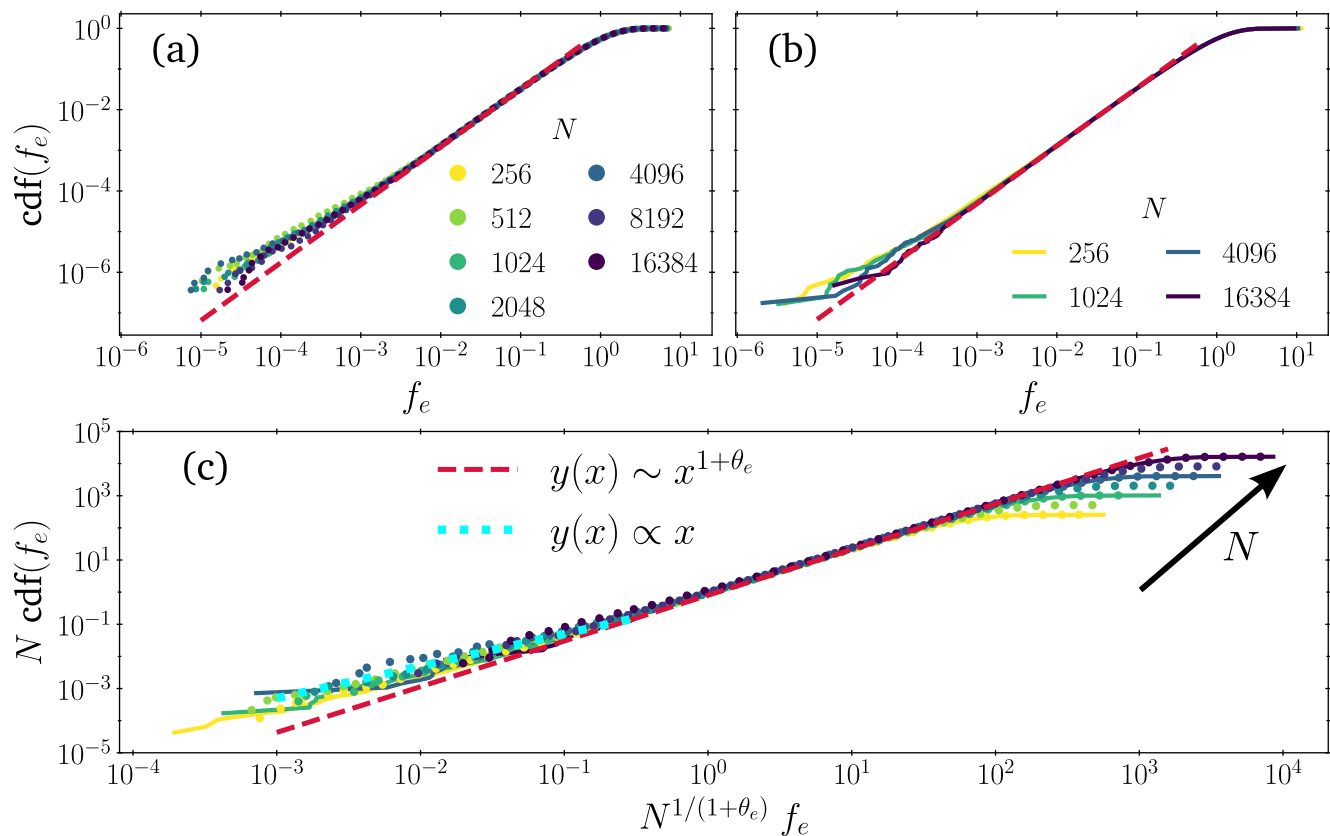 (a)
10^0
10^{-2}
10^{-4}
10^{-6}
cdf(f_e)
N
256
4096
512
8192
1024
16384
2048
10^{-6} 10^{-5} 10^{-4} 10^{-3} 10^{-2} 10^{-1} 10^0 10^1
f_e
(b)
N
256
4096
1024
16384
10^{-6} 10^{-5} 10^{-4} 10^{-3} 10^{-2} 10^{-1} 10^0 10^1
f_e
(c)
10^5
10^3
10^1
10^{-1}
10^{-3}
10^{-5}
N cdf(f_e)
y(x) ∼ x^{1+θ_e}
y(x) ∝ x
N
10^{-4} 10^{-3} 10^{-2} 10^{-1} 10^0 10^1 10^2 10^3 10^4
N^{1/(1+θ_e)} f_e